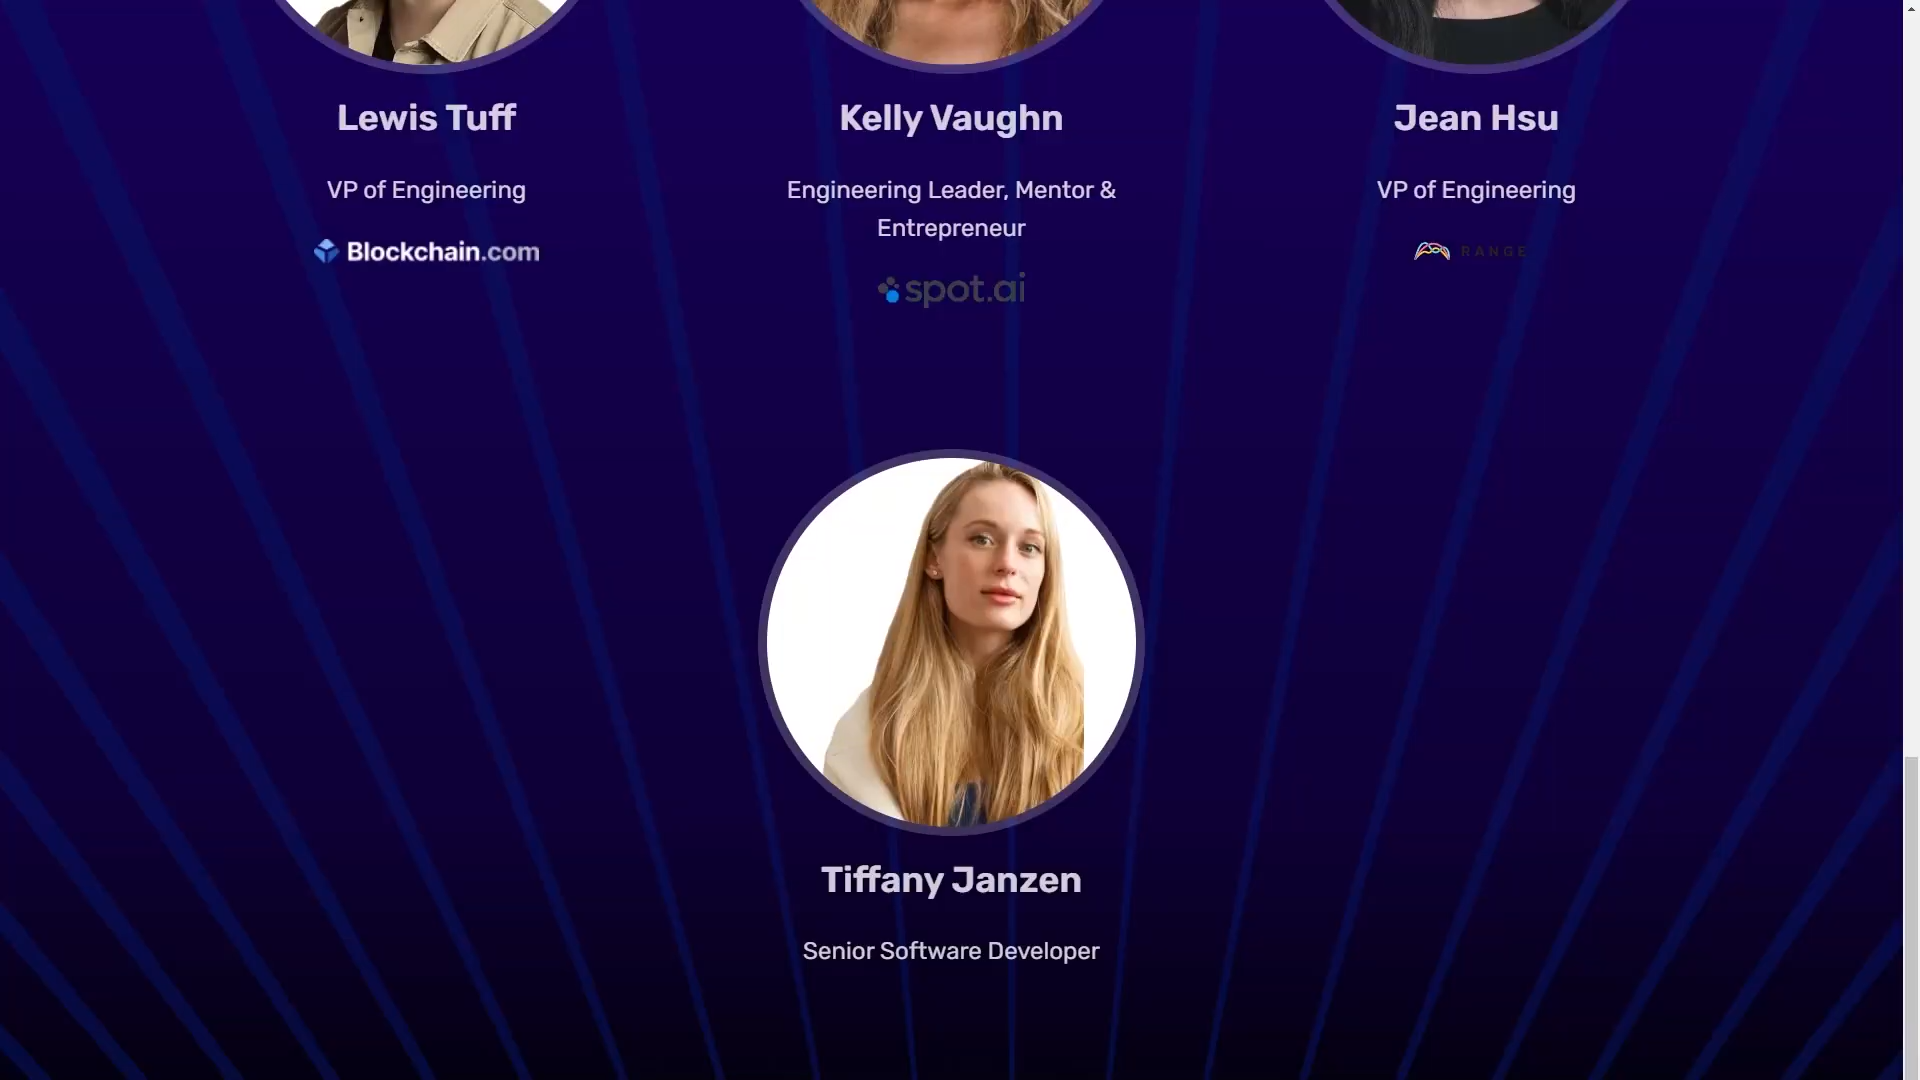 Lewis Tuff
Kelly Vaughn
Jean Hsu
VP of Engineering
Engineering Leader, Mentor &
Entrepreneur
VP of Engineering
Blockchain.com
spot.ai
RANGE
Tiffany Janzen
Senior Software Developer